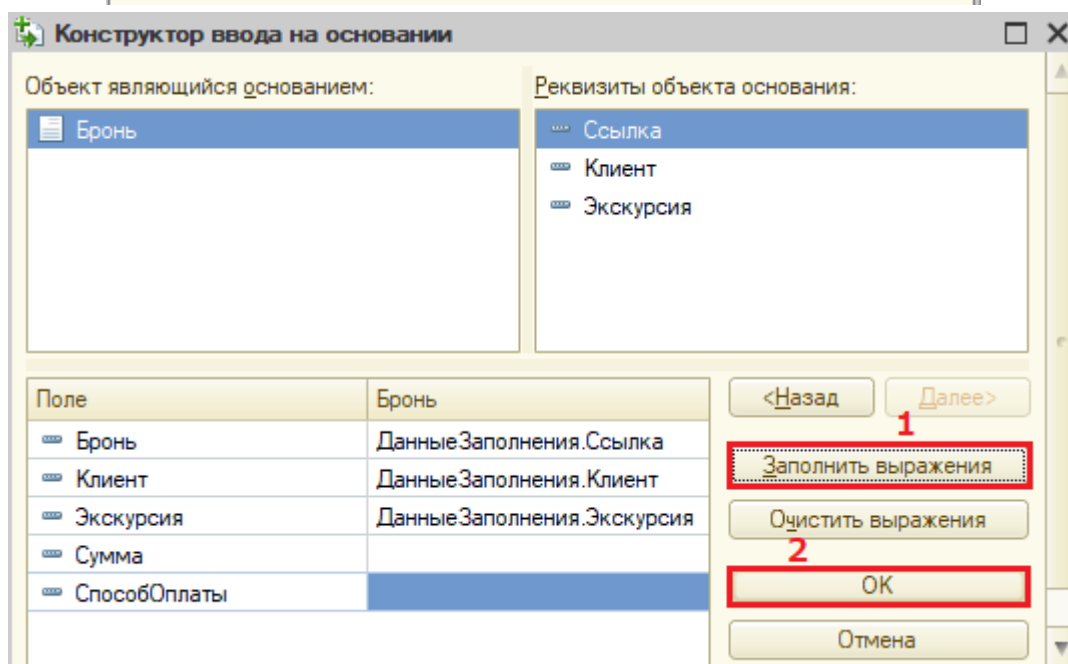 Конструктор ввода на основании
Объект являющийся основанием:
Реквизиты объекта основания:
Бронь
Ссылка
Клиент
Экскурсия
Поле
Бронь
<Назад
Далее>
1
Бронь
ДанныеЗаполнения.Ссылка
Заполнить выражения
Клиент
ДанныеЗаполнения.Клиент
Экскурсия
ДанныеЗаполнения.Экскурсия
Очистить выражения
2
Сумма
СпособОплаты
OK
Отмена